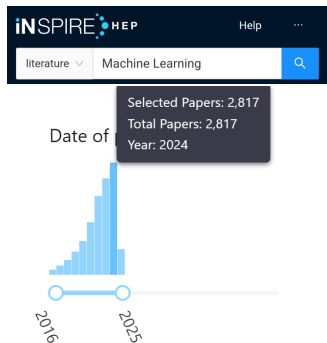 iNSPIRE HEP
Help
...
literature
Machine Learning
Selected Papers: 2,817
Total Papers: 2,817
Year: 2024
Date of
2016
2025